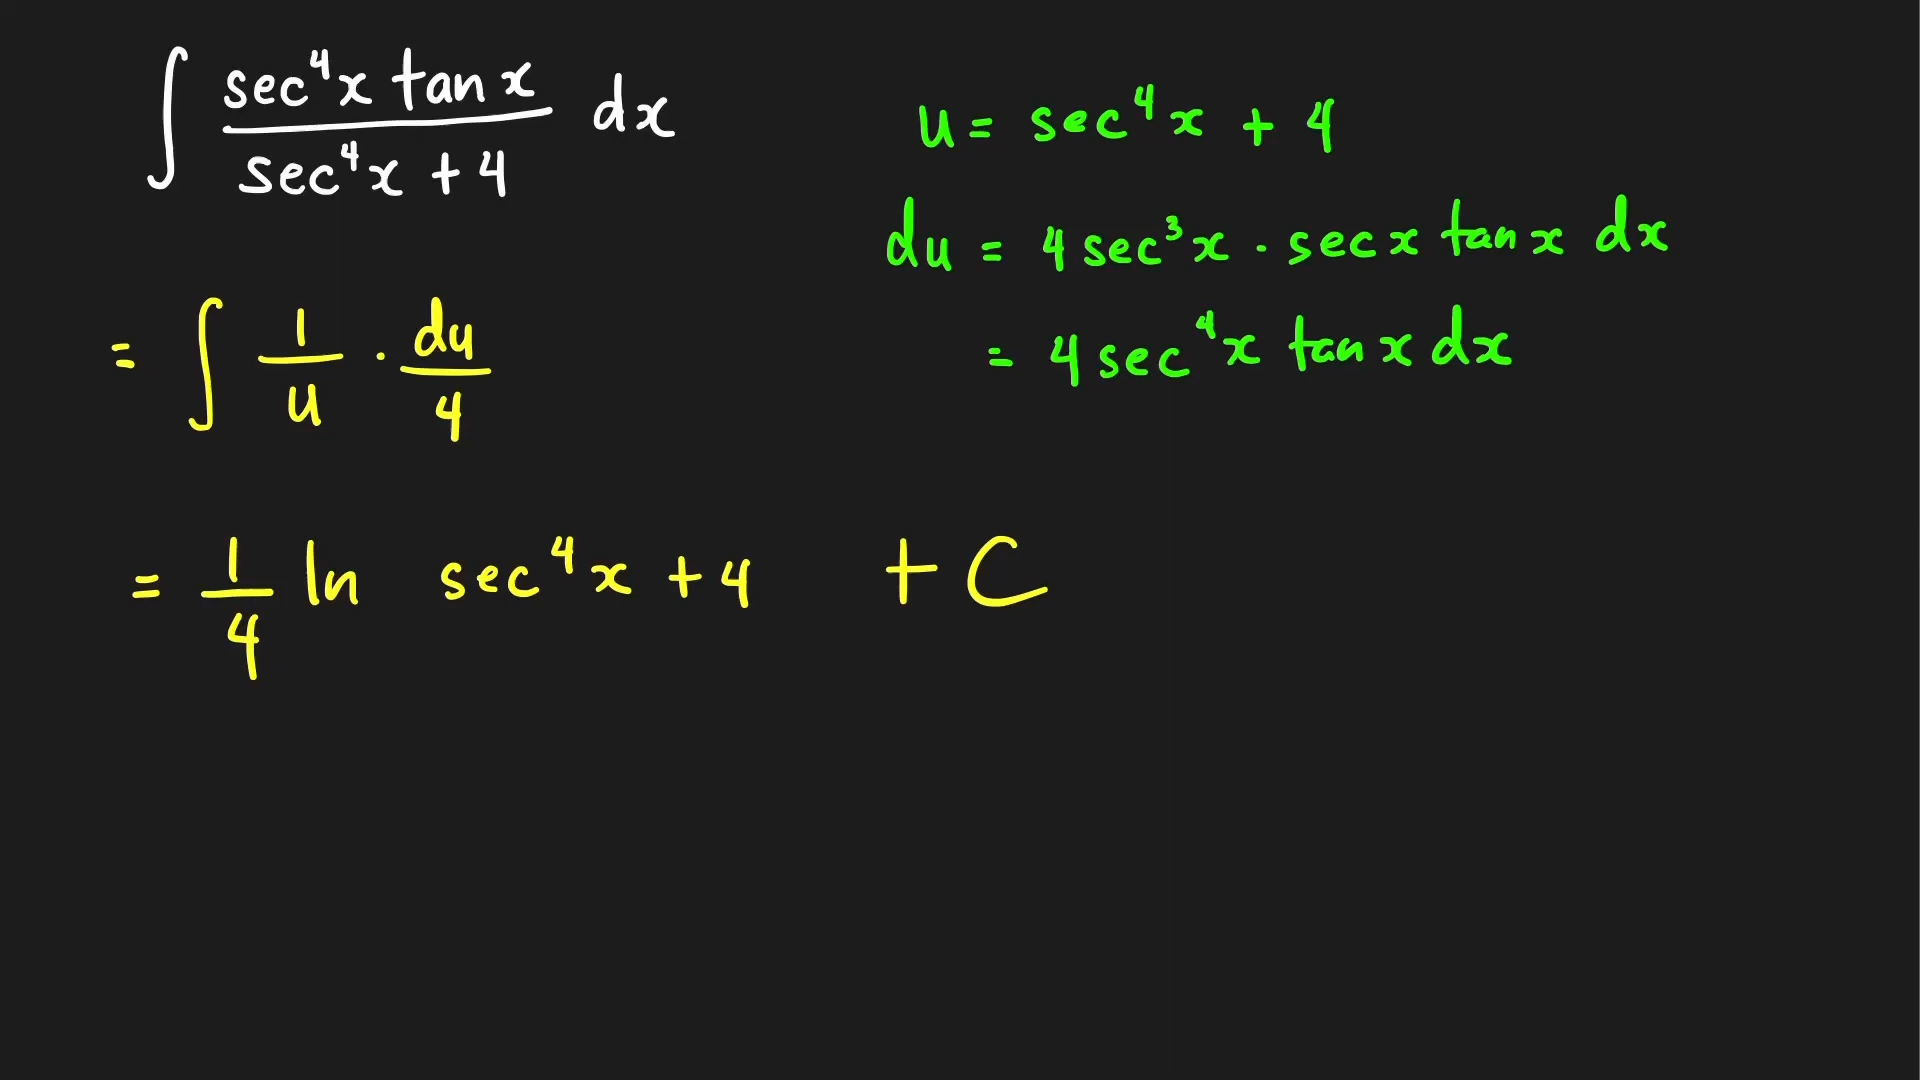 ∫ sec⁴x tan x / sec⁴x + 4 dx
= ∫ 1/u · du/4
= 1/4 ln sec⁴x + 4 + C
u = sec⁴x + 4
du = 4 sec³x · sec x tan x dx
= 4 sec⁴x tan x dx